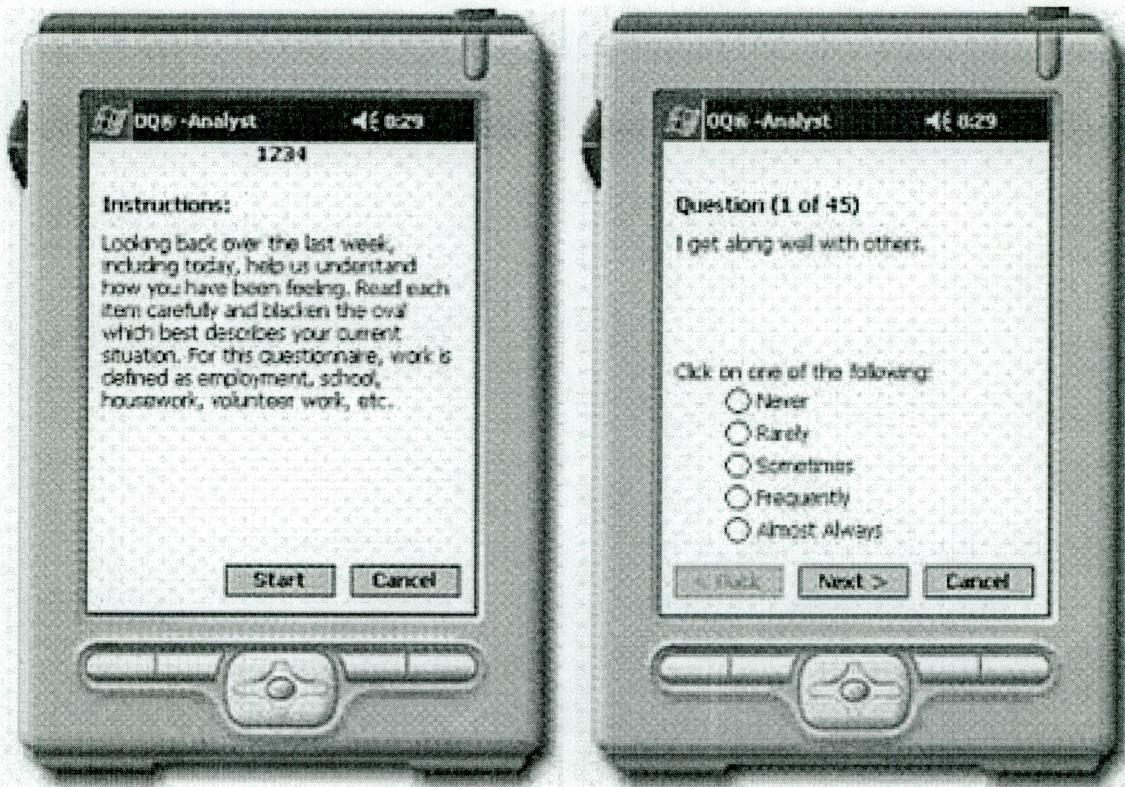 OQ® -Analyst 8:29
1234
Instructions:
Looking back over the last week,
including today, help us understand
how you have been feeling. Read each
item carefully and blacken the oval
which best describes your current
situation. For this questionnaire, work is
defined as employment, school,
housework, volunteer work, etc.
Start Cancel
OQ® -Analyst 8:29
Question (1 of 45)
I get along well with others.
Click on one of the following:
Never
Rarely
Sometimes
Frequently
Almost Always
< Back Next > Cancel